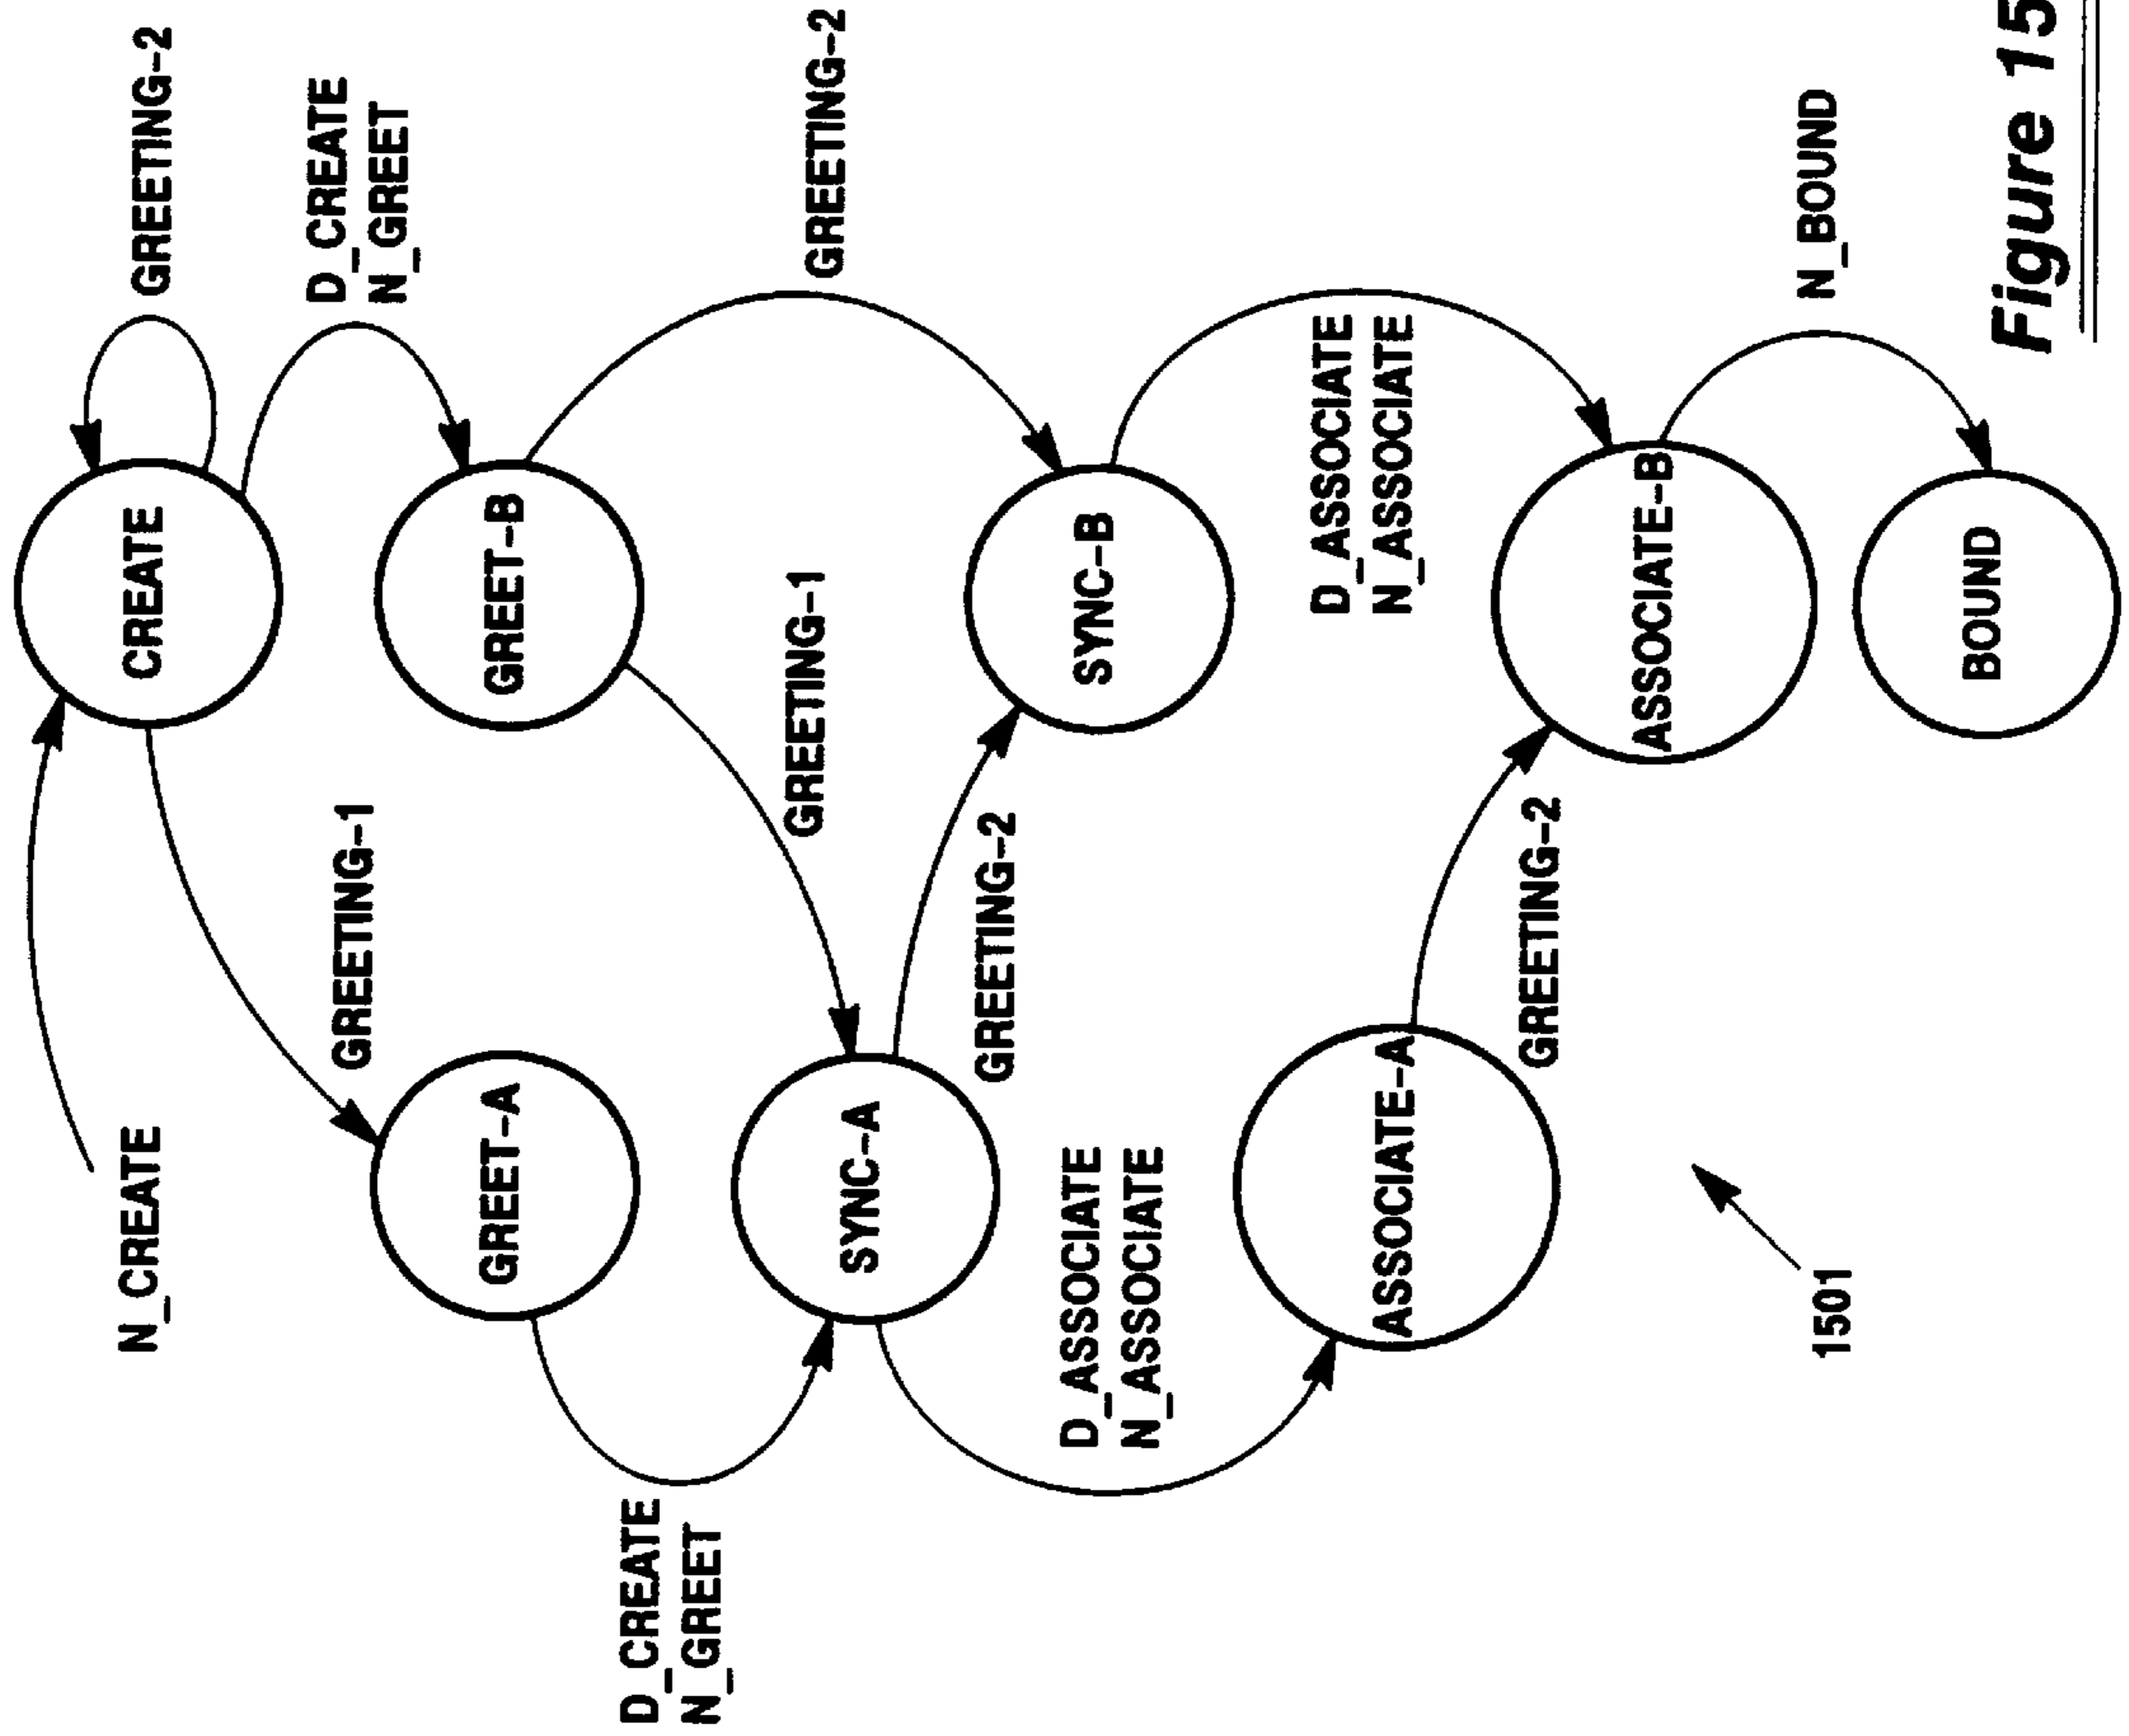 N_CREATE
CREATE
GREETING-2
GREETING-1
D_CREATE
N_GREET
GREET-A
GREET-B
D_CREATE
N_GREET
GREETING-1
GREETING-2
SYNC-A
GREETING-2
SYNC-B
D_ASSOCIATE
N_ASSOCIATE
D_ASSOCIATE
N_ASSOCIATE
ASSOCIATE-A
GREETING-2
ASSOCIATE-B
N_BOUND
1501
BOUND
Figure 15